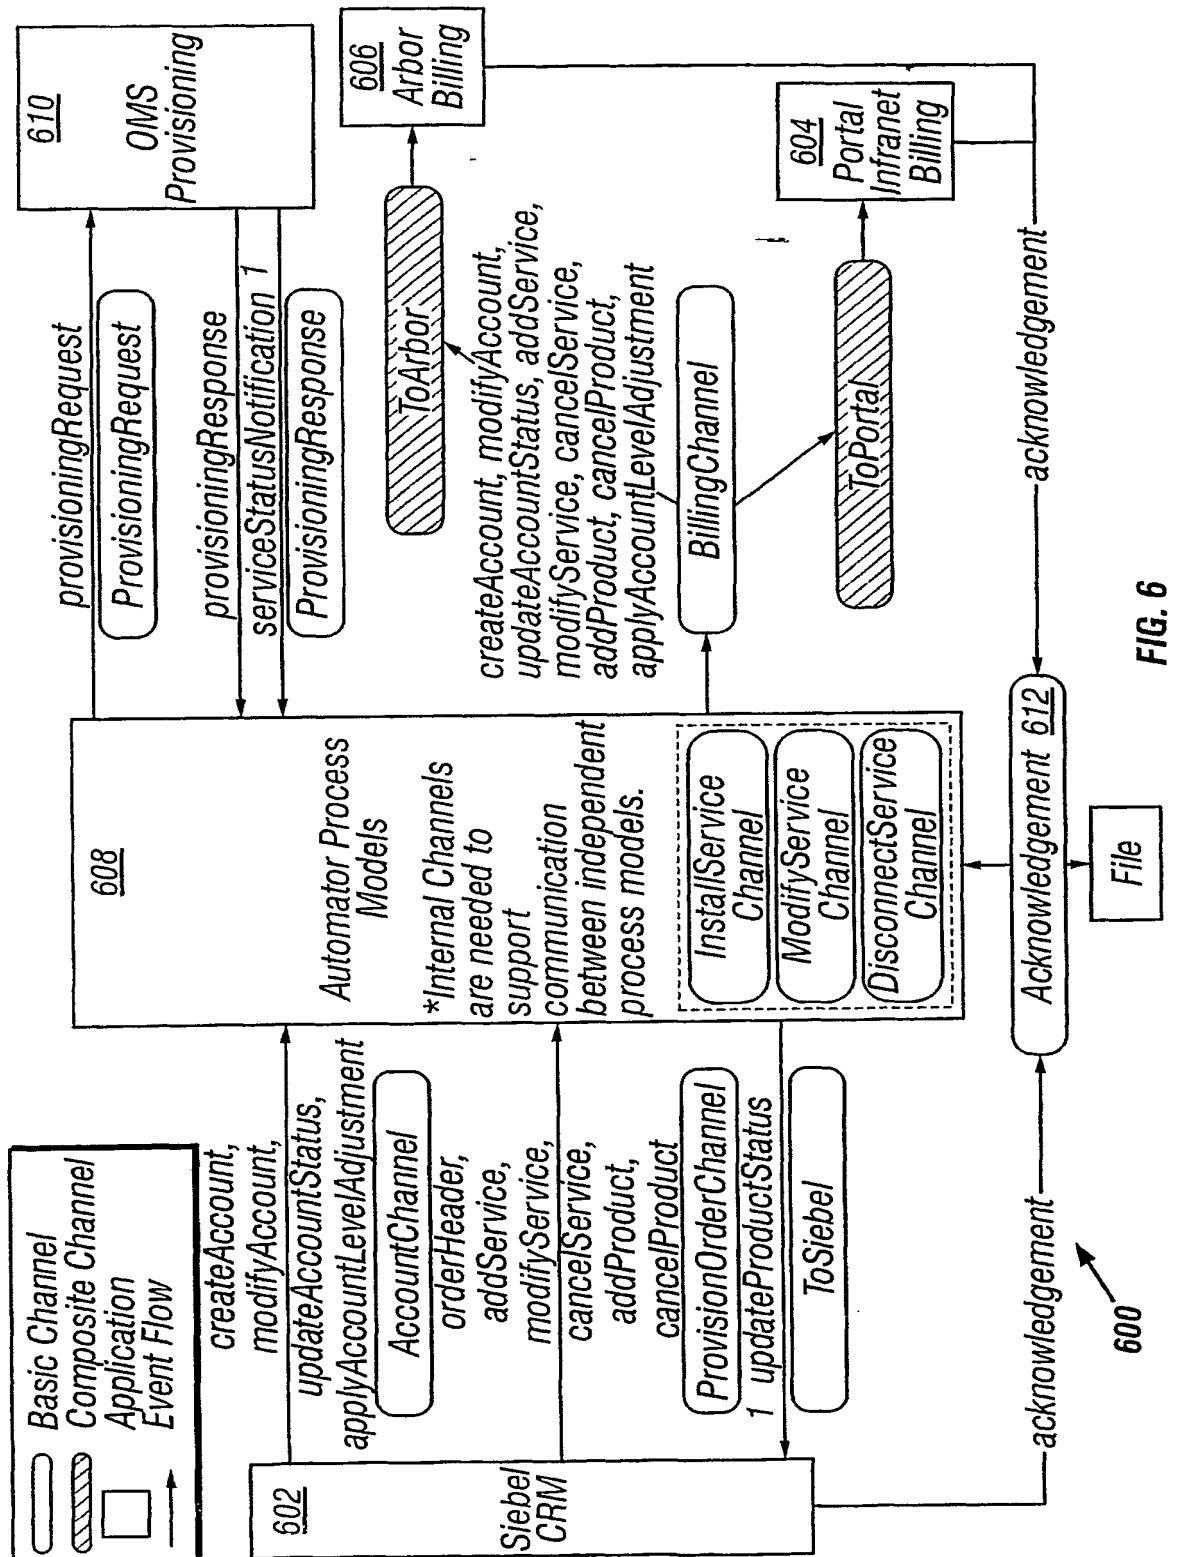 Basic Channel
Composite Channel
Application
Event Flow
602
Siebel
CRM
createAccount,
modifyAccount,
updateAccountStatus,
applyAccountLevelAdjustment
AccountChannel
orderHeader,
addService,
modifyService,
cancelService,
addProduct,
cancelProduct
ProvisionOrderChannel
1 updateProductStatus
ToSiebel
608
Automator Process
Models
*Internal Channels
are needed to
support
communication
between independent
process models.
InstallService
Channel
ModifyService
Channel
DisconnectService
Channel
provisioningRequest
ProvisioningRequest
provisioningResponse
serviceStatusNotification 1
ProvisioningResponse
610
OMS
Provisioning
606
Arbor
Billing
ToArbor
createAccount, modifyAccount,
updateAccountStatus, addService,
modifyService, cancelService,
addProduct, cancelProduct,
applyAccountLevelAdjustment
BillingChannel
ToPortal
604
Portal
Infranet
Billing
acknowledgement
Acknowledgement 612
acknowledgement
File
600
FIG. 6